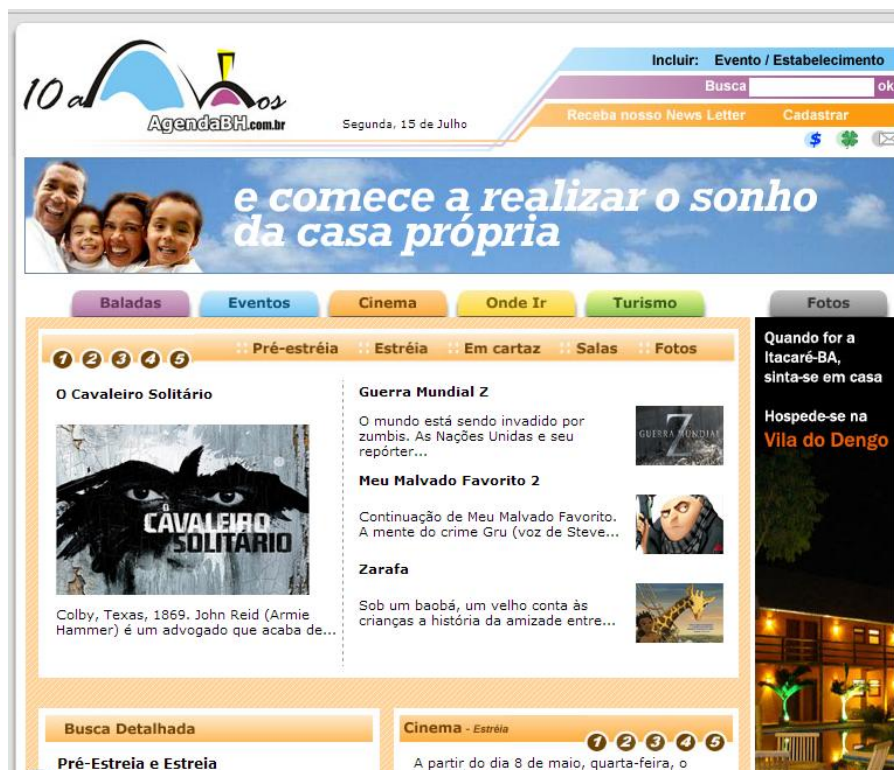 10 anos
AgendaBH.com.br
Segunda, 15 de Julho
Incluir: Evento / Estabelecimento
Busca ok
Receba nosso News Letter Cadastrar
$
e comece a realizar o sonho
da casa própria
Baladas Eventos Cinema Onde Ir Turismo Fotos
1 2 3 4 5 :: Pré-estréia :: Estréia :: Em cartaz :: Salas :: Fotos
O Cavaleiro Solitário
O
CAVALEIRO
SOLITÁRIO
Colby, Texas, 1869. John Reid (Armie
Hammer) é um advogado que acaba de...
Guerra Mundial Z
O mundo está sendo invadido por
zumbis. As Nações Unidas e seu
repórter...
GUERRA MUNDIAL
Z
Meu Malvado Favorito 2
Continuação de Meu Malvado Favorito.
A mente do crime Gru (voz de Steve...
Zarafa
Sob um baobá, um velho conta às
crianças a história da amizade entre...
Quando for a
Itacaré-BA,
sinta-se em casa
Hospede-se na
Vila do Dengo
Busca Detalhada
Pré-Estreia e Estreia
Cinema - Estréia
1 2 3 4 5
A partir do dia 8 de maio, quarta-feira, o